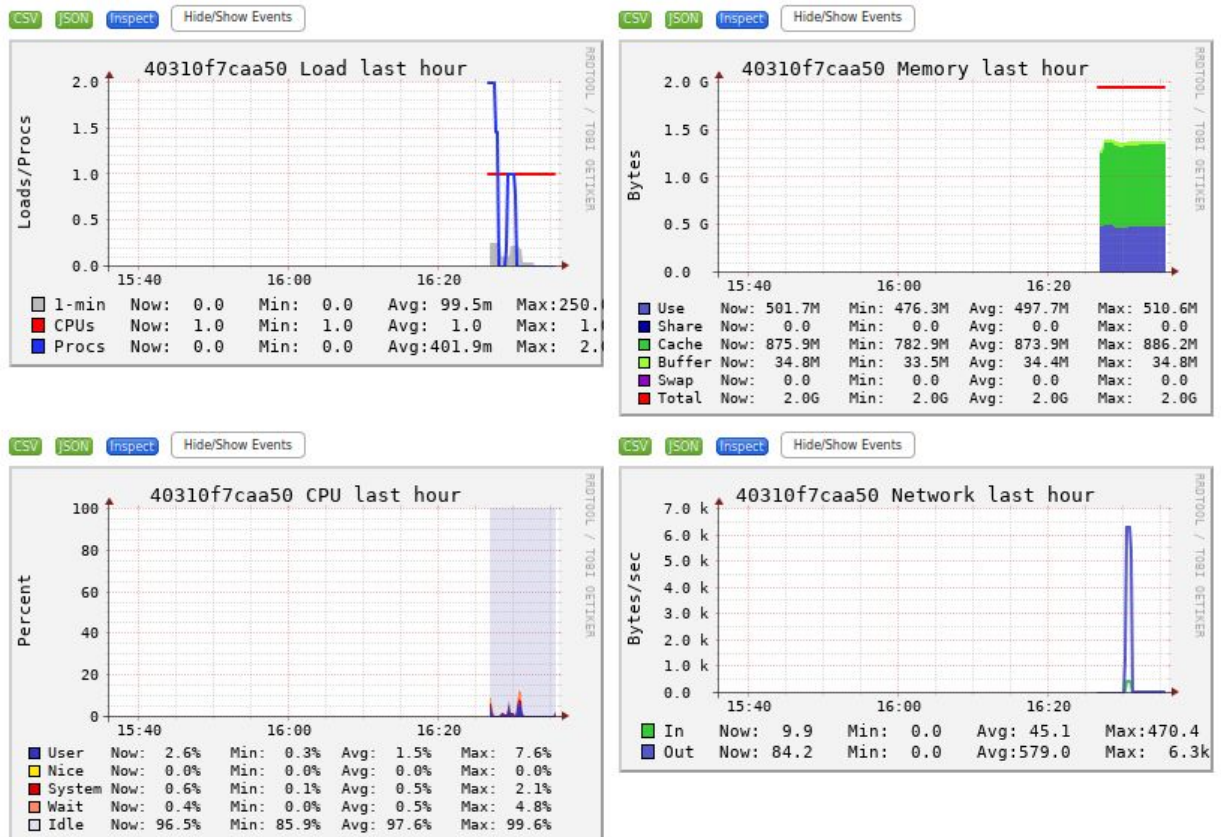 CSV JSON Inspect Hide/Show Events
40310f7caa50 Load last hour
Loads/Procs
2.0
1.5
1.0
0.5
0.0
15:40 16:00 16:20
RRDTOOL / TOBI OETIKER
1-min Now: 0.0 Min: 0.0 Avg: 99.5m Max:250.
CPUs Now: 1.0 Min: 1.0 Avg: 1.0 Max: 1.
Procs Now: 0.0 Min: 0.0 Avg:401.9m Max: 2.
CSV JSON Inspect Hide/Show Events
40310f7caa50 Memory last hour
Bytes
2.0 G
1.5 G
1.0 G
0.5 G
0.0
15:40 16:00 16:20
RRDTOOL / TOBI OETIKER
Use Now: 501.7M Min: 476.3M Avg: 497.7M Max: 510.6M
Share Now: 0.0 Min: 0.0 Avg: 0.0 Max: 0.0
Cache Now: 875.9M Min: 782.9M Avg: 873.9M Max: 886.2M
Buffer Now: 34.8M Min: 33.5M Avg: 34.4M Max: 34.8M
Swap Now: 0.0 Min: 0.0 Avg: 0.0 Max: 0.0
Total Now: 2.0G Min: 2.0G Avg: 2.0G Max: 2.0G
CSV JSON Inspect Hide/Show Events
40310f7caa50 CPU last hour
Percent
100
80
60
40
20
0
15:40 16:00 16:20
RRDTOOL / TOBI OETIKER
User Now: 2.6% Min: 0.3% Avg: 1.5% Max: 7.6%
Nice Now: 0.0% Min: 0.0% Avg: 0.0% Max: 0.0%
System Now: 0.6% Min: 0.1% Avg: 0.5% Max: 2.1%
Wait Now: 0.4% Min: 0.0% Avg: 0.5% Max: 4.8%
Idle Now: 96.5% Min: 85.9% Avg: 97.6% Max: 99.6%
CSV JSON Inspect Hide/Show Events
40310f7caa50 Network last hour
Bytes/sec
7.0 k
6.0 k
5.0 k
4.0 k
3.0 k
2.0 k
1.0 k
0.0
15:40 16:00 16:20
RRDTOOL / TOBI OETIKER
In Now: 9.9 Min: 0.0 Avg: 45.1 Max:470.4
Out Now: 84.2 Min: 0.0 Avg:579.0 Max: 6.3k